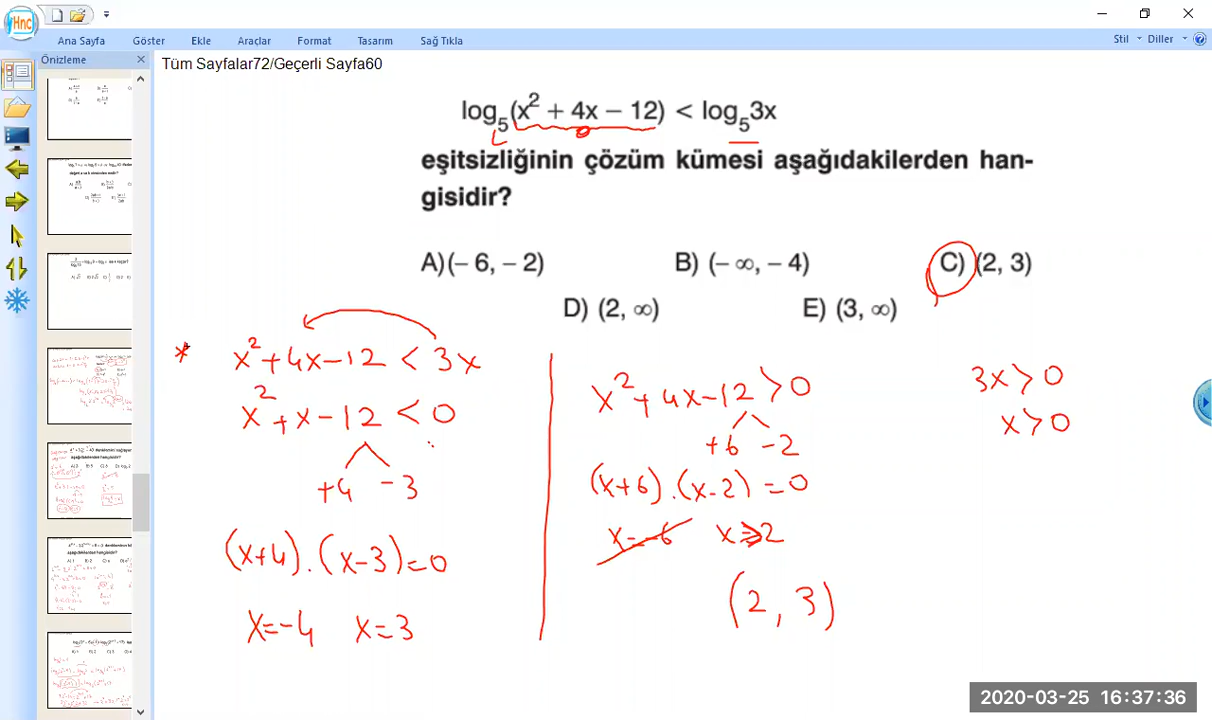 Hnc
Ana Sayfa Göster Ekle Araçlar Format Tasarım Sağ Tıkla
Stil Diller
Önizleme
Tüm Sayfalar72/Geçerli Sayfa60
log₅(x² + 4x − 12) < log₅3x
eşitsizliğinin çözüm kümesi aşağıdakilerden han-
gisidir?
A)(− 6, − 2) B) (− ∞, − 4) C) (2, 3)
D) (2, ∞) E) (3, ∞)
* x²+4x−12 < 3x
x²+x−12 < 0
+4 −3
(x+4).(x−3)=0
x=−4 x=3
x²+4x−12 > 0
+6 −2
(x+6).(x−2)=0
x=−6 x>2
(2, 3)
3x>0
x>0
2020-03-25 16:37:36